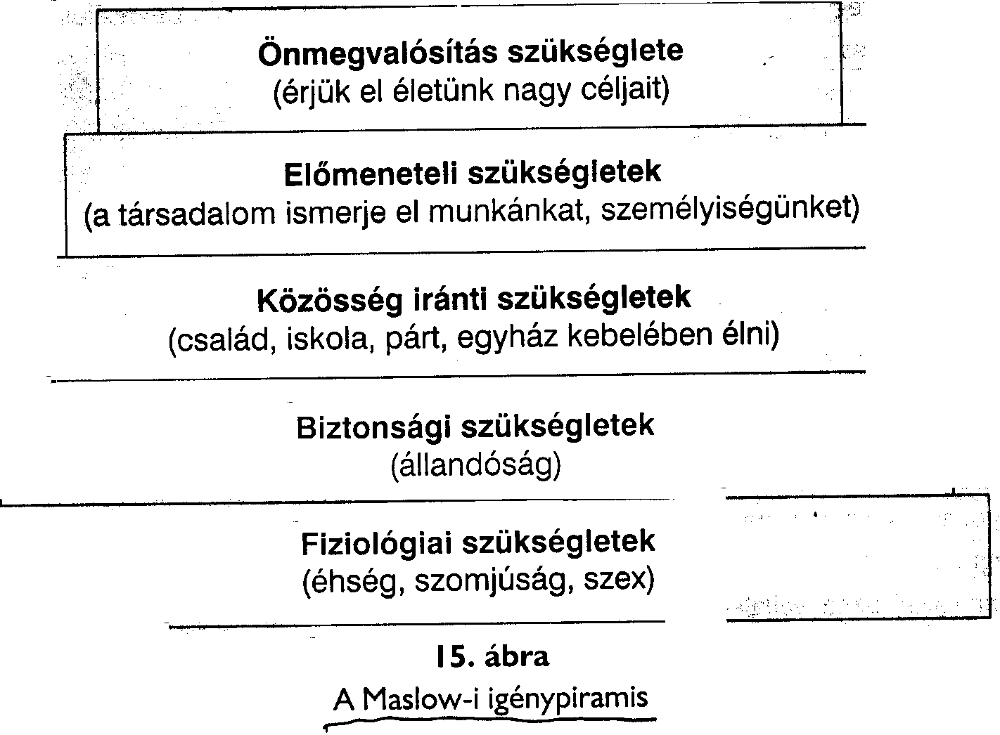 Önmegvalósítás szükséglete
(érjük el életünk nagy céljait)
Előmeneteli szükségletek
(a társadalom ismerje el munkánkat, személyiségünket)
Közösség iránti szükségletek
(család, iskola, párt, egyház kebelében élni)
Biztonsági szükségletek
(állandóság)
Fiziológiai szükségletek
(éhség, szomjúság, szex)
15. ábra
A Maslow-i igénypiramis